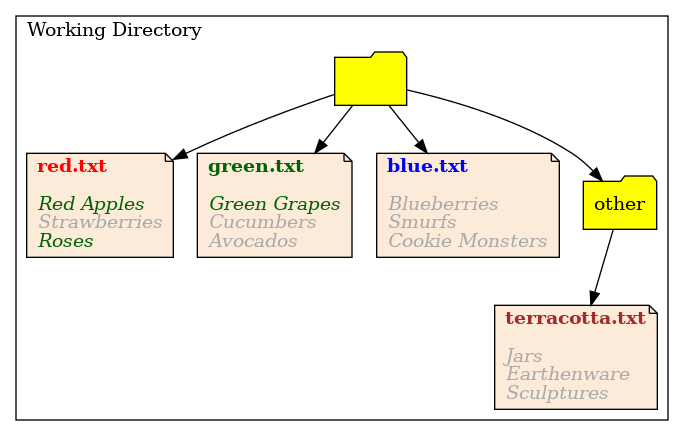 Working Directory
red.txt
Red Apples
Strawberries
Roses
green.txt
Green Grapes
Cucumbers
Avocados
blue.txt
Blueberries
Smurfs
Cookie Monsters
other
terracotta.txt
Jars
Earthenware
Sculptures